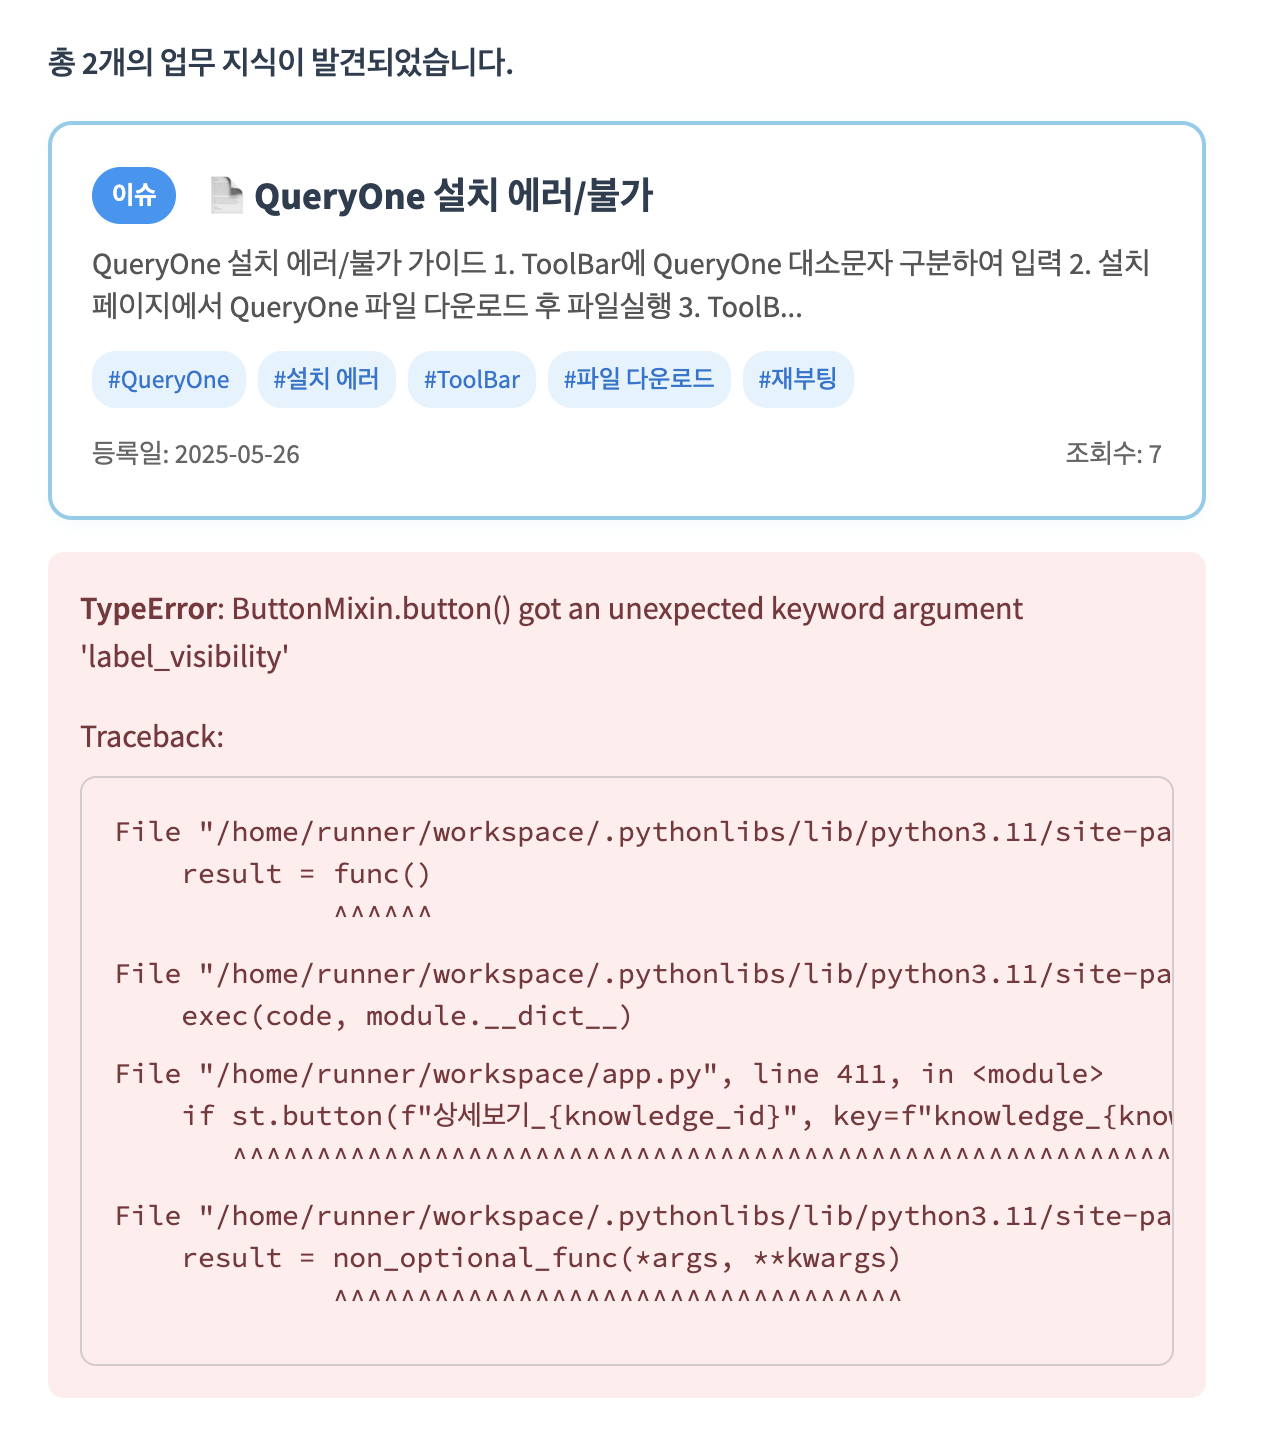 총 2개의 업무 지식이 발견되었습니다.
이슈
QueryOne 설치 에러/불가
QueryOne 설치 에러/불가 가이드 1. ToolBar에 QueryOne 대소문자 구분하여 입력 2. 설치
페이지에서 QueryOne 파일 다운로드 후 파일실행 3. ToolB...
#QueryOne #설치 에러 #ToolBar #파일 다운로드 #재부팅
등록일: 2025-05-26 조회수: 7
TypeError: ButtonMixin.button() got an unexpected keyword argument
'label_visibility'
Traceback:
File "/home/runner/workspace/.pythonlibs/lib/python3.11/site-pa
result = func()
^^^^^^
File "/home/runner/workspace/.pythonlibs/lib/python3.11/site-pa
exec(code, module.__dict__)
File "/home/runner/workspace/app.py", line 411, in <module>
if st.button(f"상세보기_{knowledge_id}", key=f"knowledge_{know
^^^^^^^^^^^^^^^^^^^^^^^^^^^^^^^^^^^^^^^^^^^^^^^^^^^^^^^^
File "/home/runner/workspace/.pythonlibs/lib/python3.11/site-pa
result = non_optional_func(*args, **kwargs)
^^^^^^^^^^^^^^^^^^^^^^^^^^^^^^^^^^